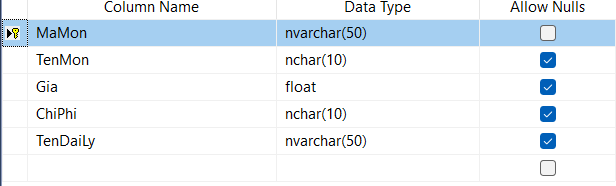 Column Name Data Type Allow Nulls
MaMon nvarchar(50)
TenMon nchar(10)
Gia float
ChiPhi nchar(10)
TenDaiLy nvarchar(50)